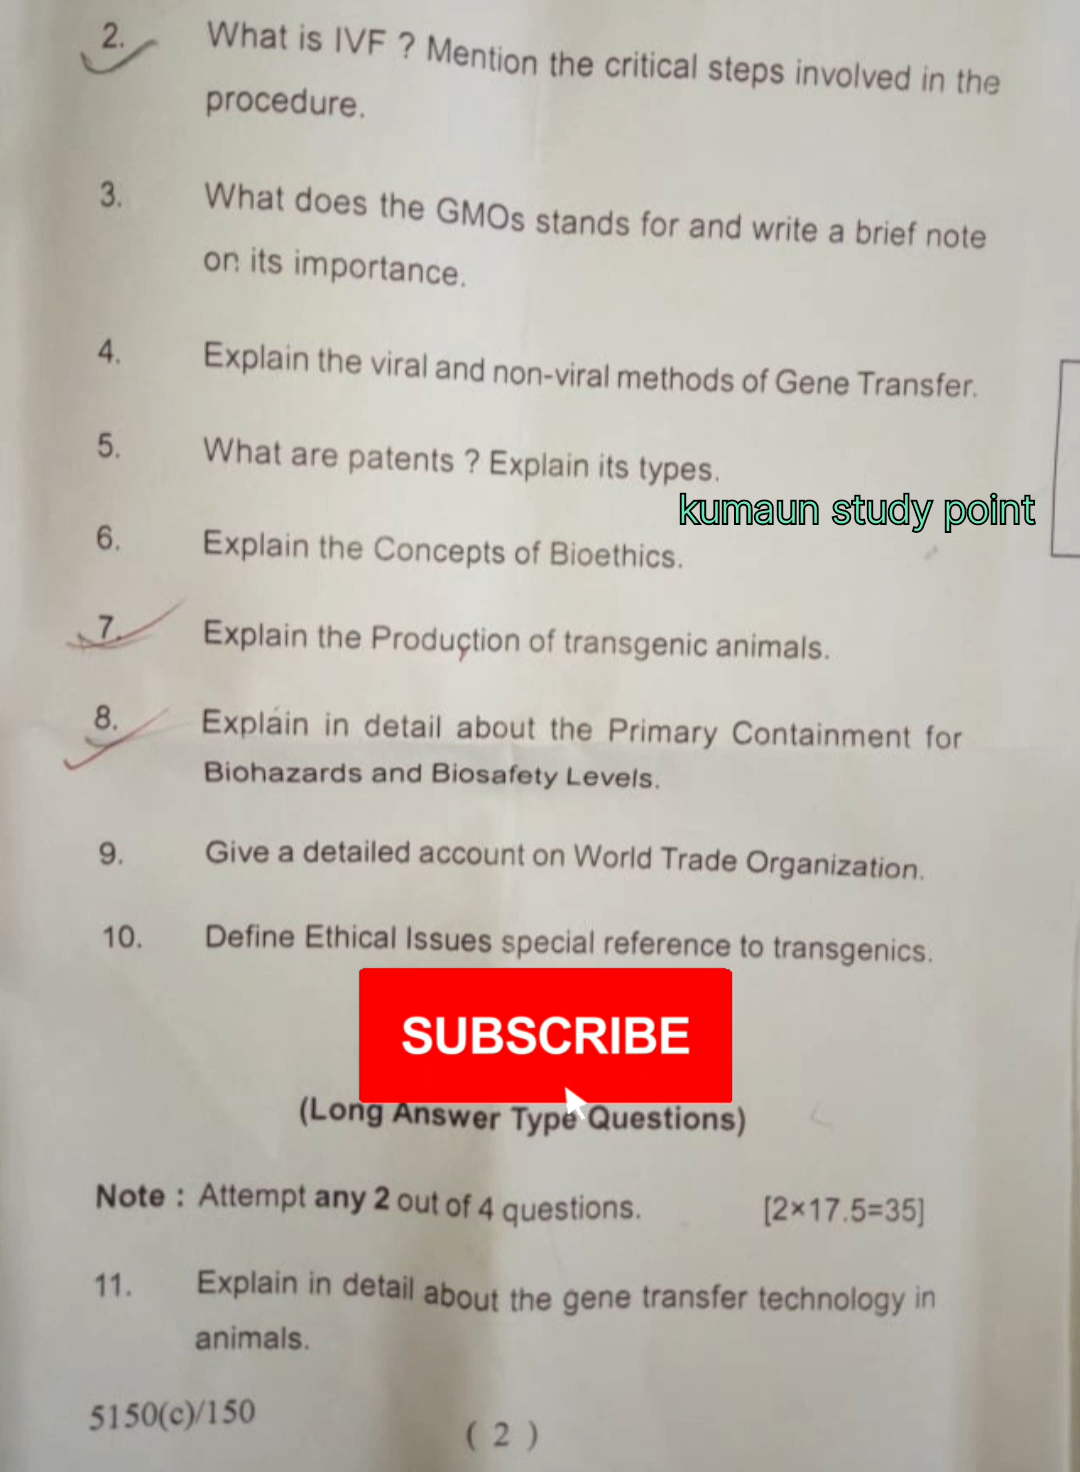 2. What is IVF ? Mention the critical steps involved in the
procedure.
3. What does the GMOs stands for and write a brief note
on its importance.
4. Explain the viral and non-viral methods of Gene Transfer.
5. What are patents ? Explain its types.
kumaun study point
6. Explain the Concepts of Bioethics.
7. Explain the Production of transgenic animals.
8. Explain in detail about the Primary Containment for
Biohazards and Biosafety Levels.
9. Give a detailed account on World Trade Organization.
10. Define Ethical Issues special reference to transgenics.
SUBSCRIBE
(Long Answer Type Questions)
Note : Attempt any 2 out of 4 questions. [2×17.5=35]
11. Explain in detail about the gene transfer technology in
animals.
5150(c)/150
( 2 )